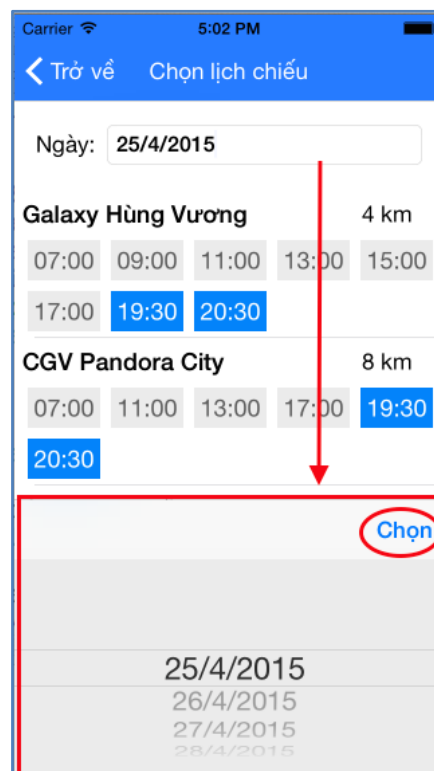 Carrier 5:02 PM
Trở về Chọn lịch chiếu
Ngày: 25/4/2015
Galaxy Hùng Vương 4 km
07:00 09:00 11:00 13:00 15:00
17:00 19:30 20:30
CGV Pandora City 8 km
07:00 11:00 13:00 17:00 19:30
20:30
Chọn
25/4/2015
26/4/2015
27/4/2015
28/4/2015